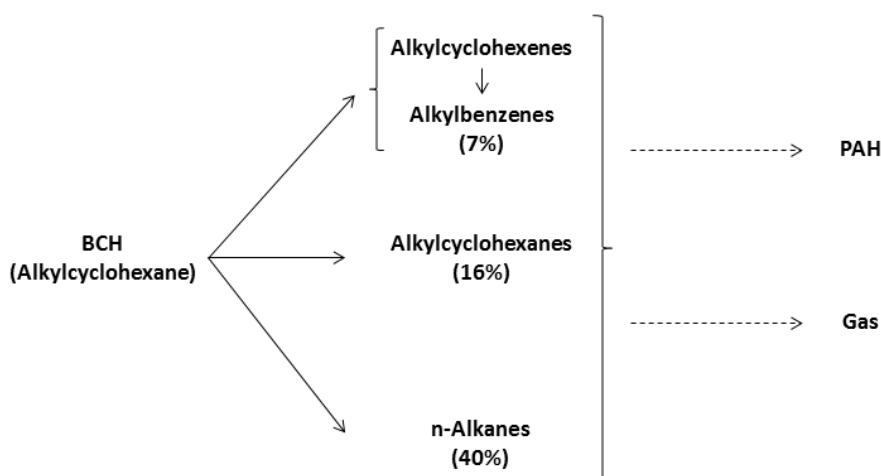 Alkylcyclohexenes
Alkylbenzenes
(7%)
PAH
BCH
(Alkylcyclohexane)
Alkylcyclohexanes
(16%)
Gas
n-Alkanes
(40%)